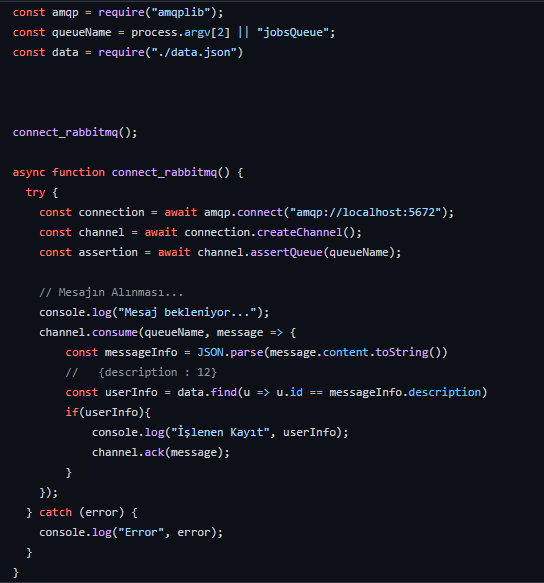 const amqp = require("amqplib");
const queueName = process.argv[2] || "jobsQueue";
const data = require("./data.json")
connect_rabbitmq();
async function connect_rabbitmq() {
  try {
    const connection = await amqp.connect("amqp://localhost:5672");
    const channel = await connection.createChannel();
    const assertion = await channel.assertQueue(queueName);
    // Mesajın Alınması...
    console.log("Mesaj bekleniyor...");
    channel.consume(queueName, message => {
        const messageInfo = JSON.parse(message.content.toString())
        //   {description : 12}
        const userInfo = data.find(u => u.id == messageInfo.description)
        if(userInfo){
            console.log("İşlenen Kayıt", userInfo);
            channel.ack(message);
        }
    });
  } catch (error) {
    console.log("Error", error);
  }
}